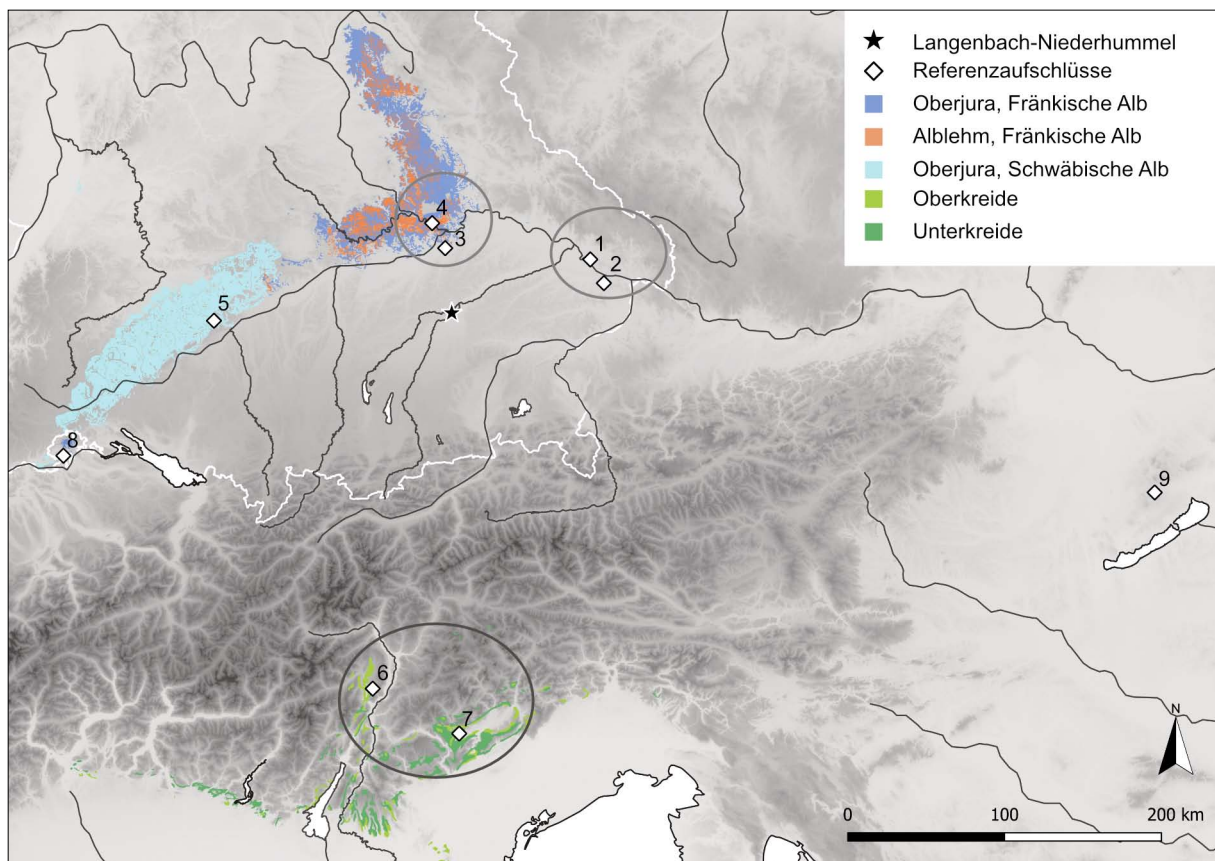 Langenbach-Niederhummel
Referenzaufschlüsse
Oberjura, Fränkische Alb
Alblehm, Fränkische Alb
Oberjura, Schwäbische Alb
Oberkreide
Unterkreide
4
3
1
2
5
8
9
6
7
N
0 100 200 km